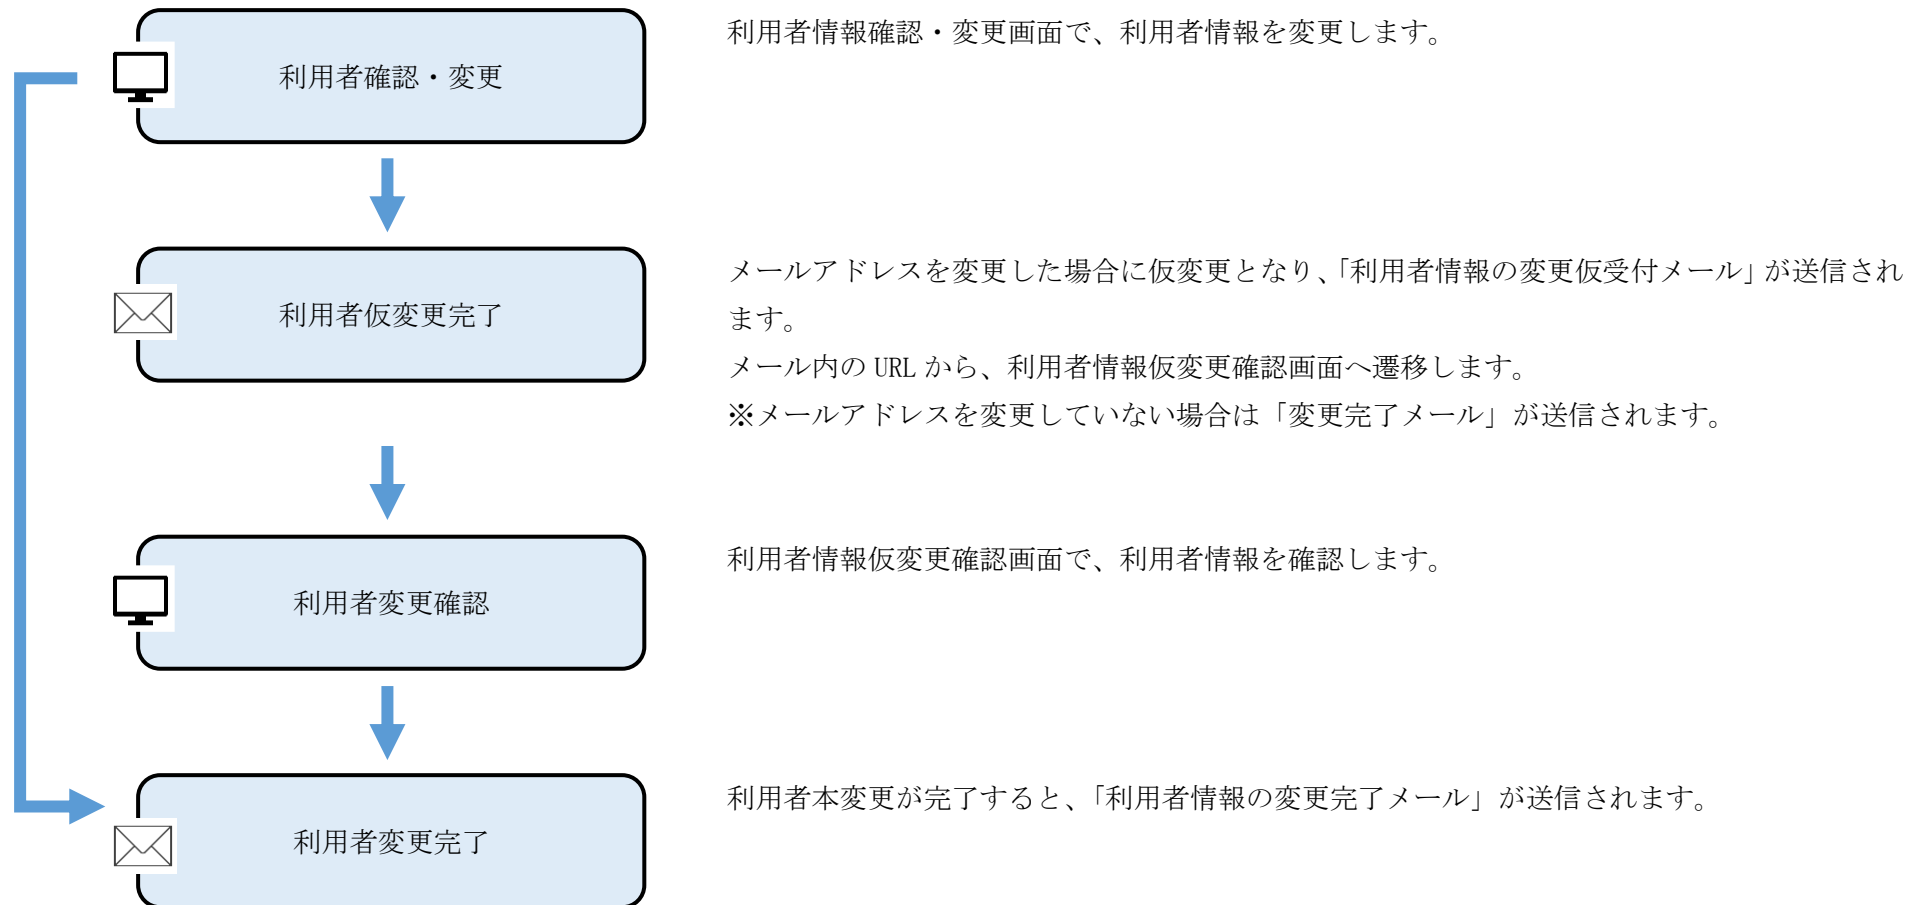 利用者情報確認・変更画面で、利用者情報を変更します。
利用者確認・変更
メールアドレスを変更した場合に仮変更となり、「利用者情報の変更仮受付メール」が送信され
ます。
利用者仮変更完了
メール内の URL から、利用者情報仮変更確認画面へ遷移します。
※メールアドレスを変更していない場合は「変更完了メール」が送信されます。
利用者情報仮変更確認画面で、利用者情報を確認します。
利用者変更確認
利用者本変更が完了すると、「利用者情報の変更完了メール」が送信されます。
利用者変更完了